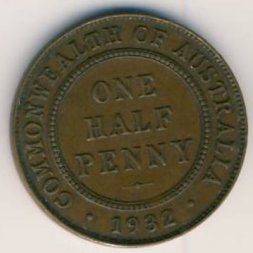 COMMONWEALTH OF AUSTRALIA
ONE
HALF
PENNY
· 1932 ·